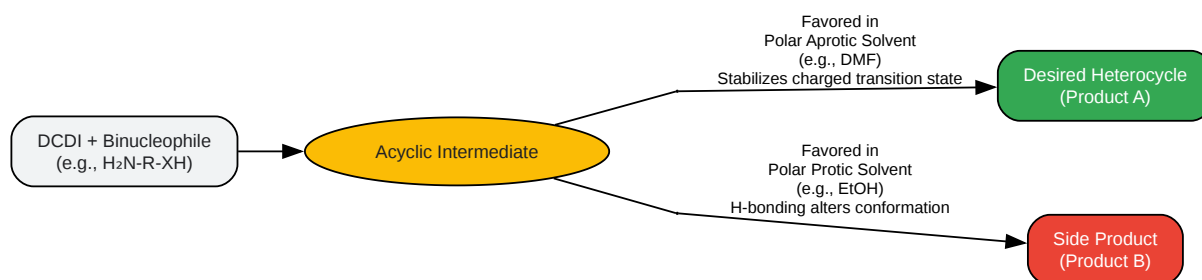 DCDI + Binucleophile
(e.g., H₂N-R-XH)
Acyclic Intermediate
Favored in
Polar Aprotic Solvent
(e.g., DMF)
Stabilizes charged transition state
Desired Heterocycle
(Product A)
Favored in
Polar Protic Solvent
(e.g., EtOH)
H-bonding alters conformation
Side Product
(Product B)